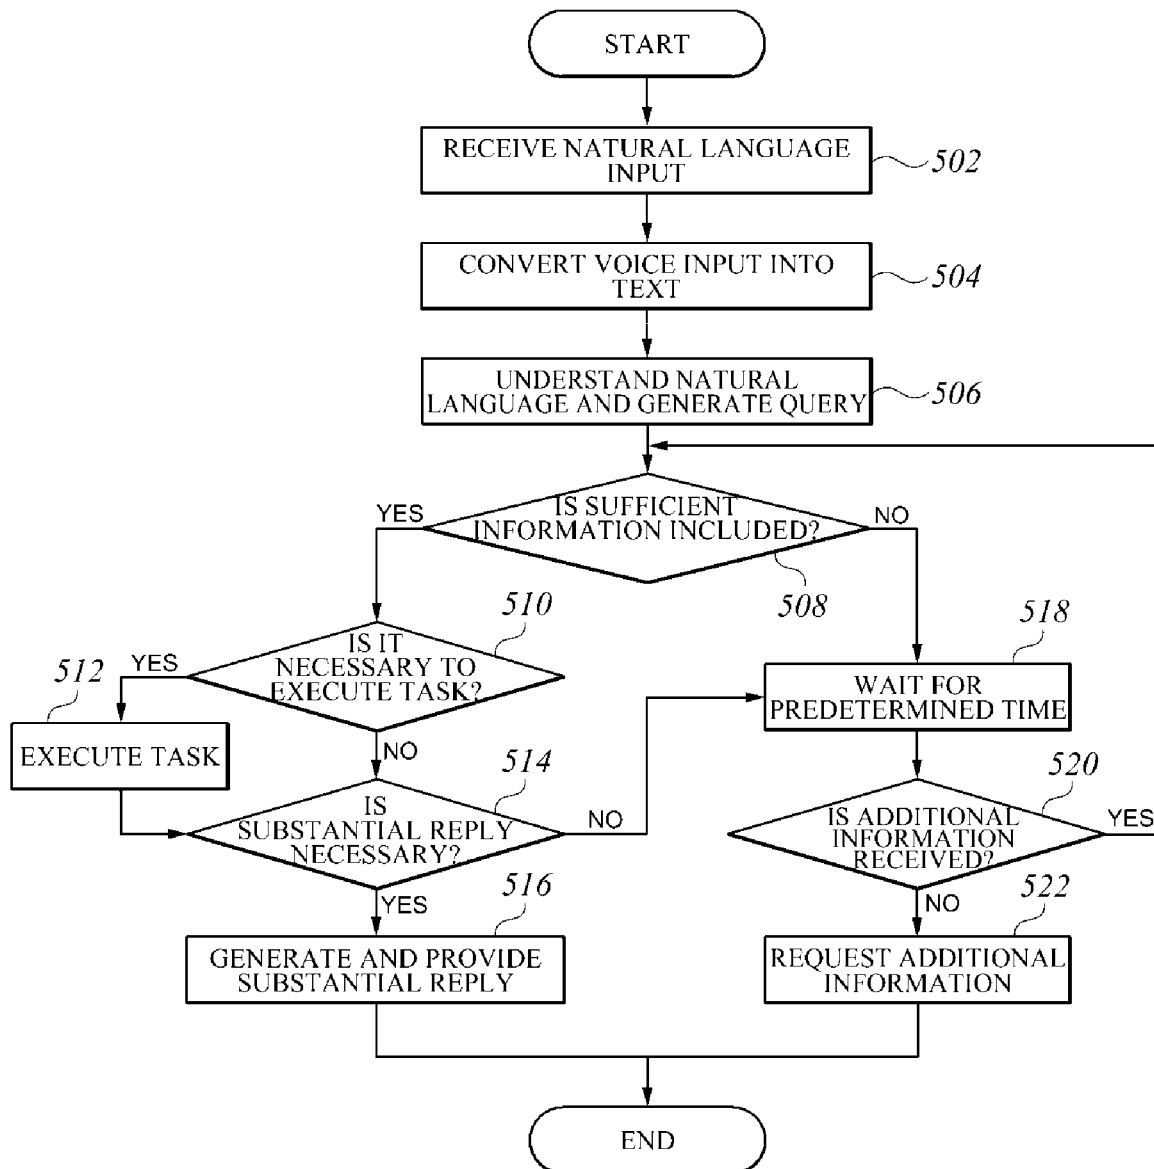 START
RECEIVE NATURAL LANGUAGE
INPUT
502
CONVERT VOICE INPUT INTO
TEXT
504
UNDERSTAND NATURAL
LANGUAGE AND GENERATE QUERY
506
IS SUFFICIENT
INFORMATION INCLUDED?
YES
NO
508
510
IS IT
NECESSARY TO
EXECUTE TASK?
YES
512
EXECUTE TASK
NO
518
WAIT FOR
PREDETERMINED TIME
514
IS
SUBSTANTIAL REPLY
NECESSARY?
NO
YES
520
IS ADDITIONAL
INFORMATION
RECEIVED?
YES
NO
516
GENERATE AND PROVIDE
SUBSTANTIAL REPLY
522
REQUEST ADDITIONAL
INFORMATION
END